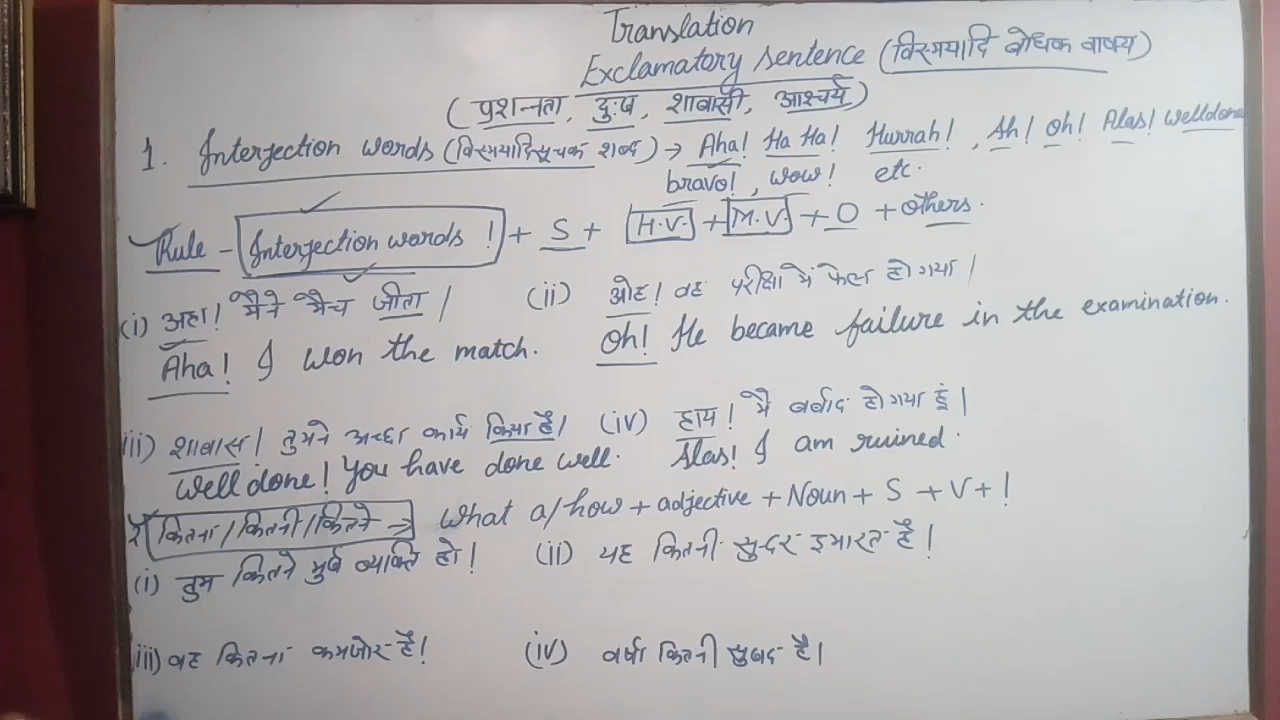 Translation
Exclamatory sentence (विस्मयादि बोधक वाक्य)
(प्रशन्नता, दुःख, शाबासी, आश्चर्य)
1. Interjection words (विस्मयादिसूचक शब्द) → Aha! Ha Ha! Hurrah! , Ah! Oh! Alas! Welldone
bravo! , wow! etc.
Rule - Interjection words ! + S + H.V. + M.V. + O + others.
(i) अहा! मैने मैच जीता | (ii) ओह! वह परीक्षा में फेल हो गया |
Aha! I won the match. Oh! He became failure in the examination.
iii) शाबास| तुमने अच्छा कार्य किया है| (iv) हाय! मै बर्बाद हो गया हूं|
Well done! You have done well. Alas! I am ruined.
2 कितना/कितनी/कितने → What a/how + adjective + Noun + S + V + !
(i) तुम कितने मुर्ख व्यक्ति हो! (ii) यह कितनी सुन्दर इमारत है!
iii) वह कितना कमजोर है! (iv) वर्षा कितनी सुखद है|